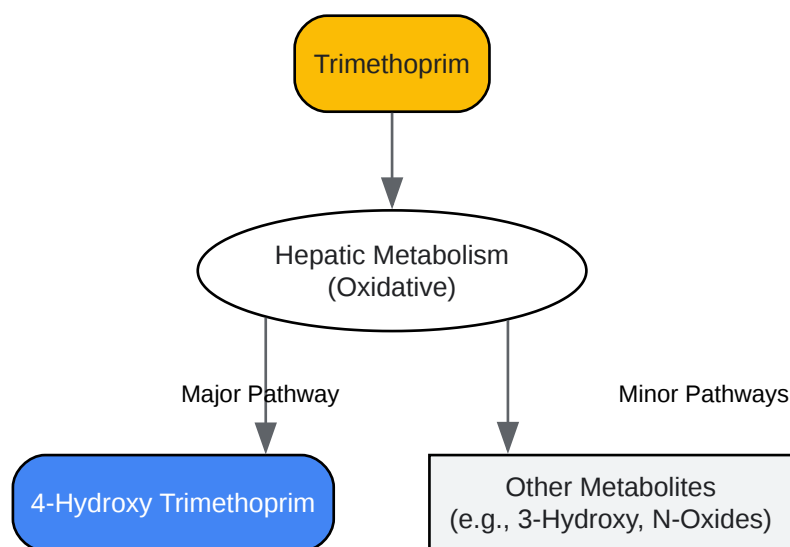 Trimethoprim
Hepatic Metabolism
(Oxidative)
Major Pathway
Minor Pathways
4-Hydroxy Trimethoprim
Other Metabolites
(e.g., 3-Hydroxy, N-Oxides)